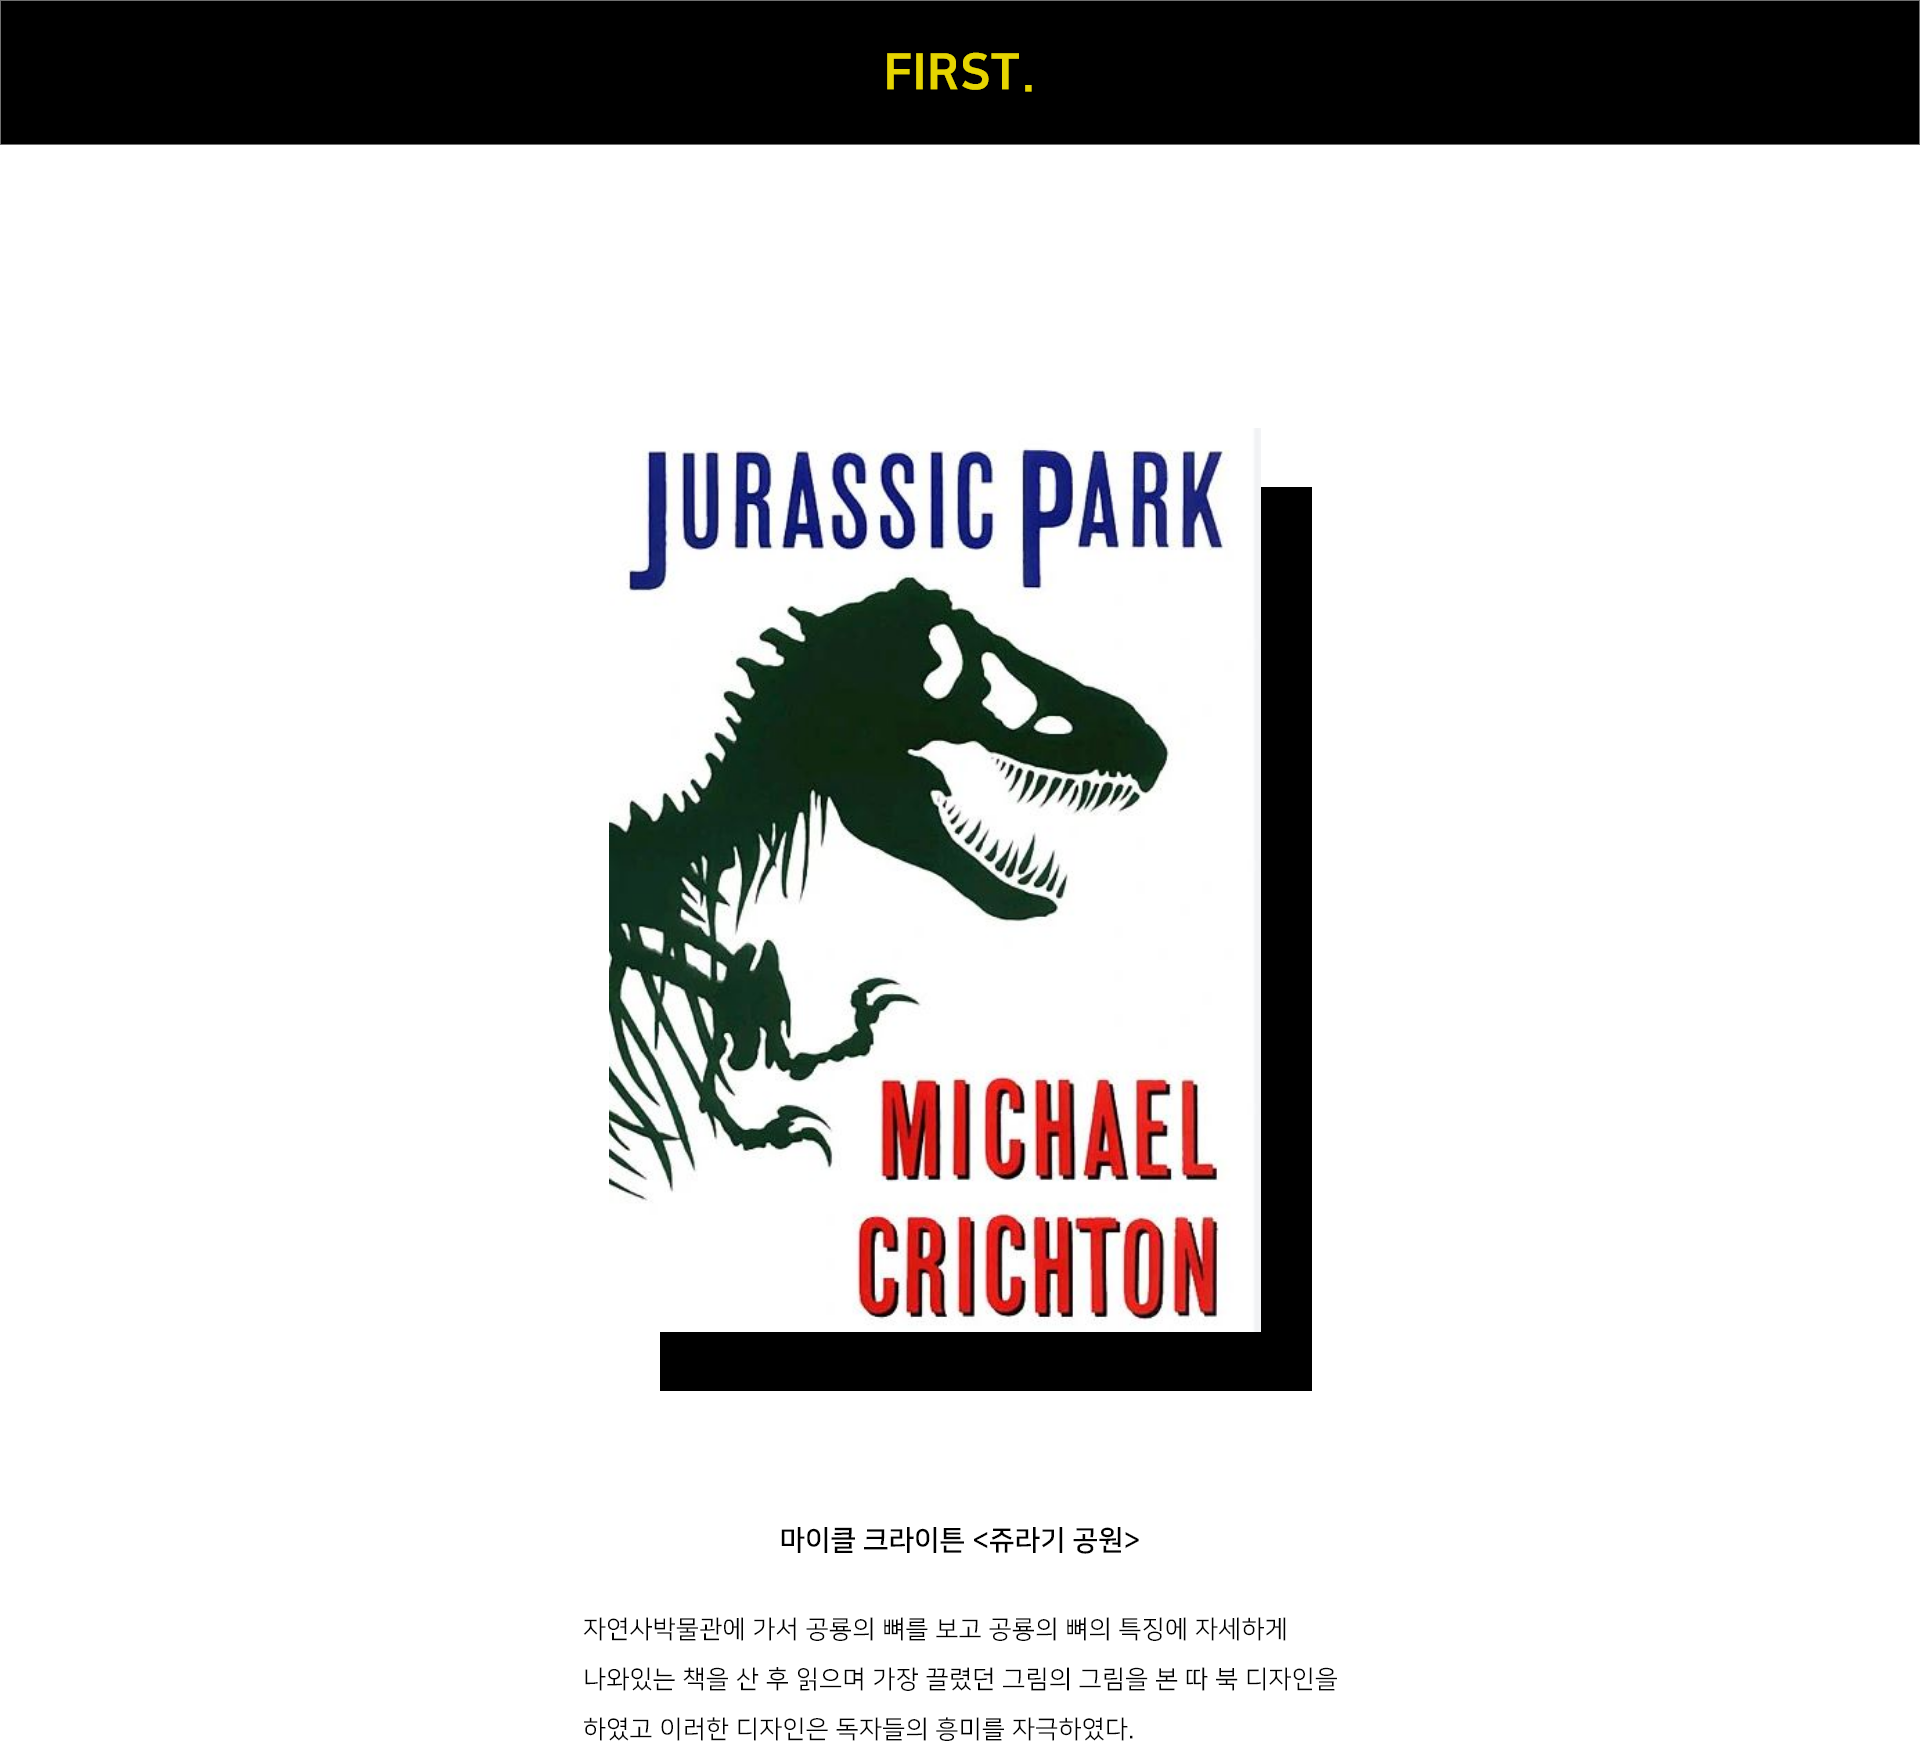 FIRST.
JURASSIC PARK
MICHAEL
CRICHTON
마이클 크라이튼 <쥬라기 공원>
자연사박물관에 가서 공룡의 뼈를 보고 공룡의 뼈의 특징에 자세하게
나와있는 책을 산 후 읽으며 가장 끌렸던 그림의 그림을 본 따 북 디자인을
하였고 이러한 디자인은 독자들의 흥미를 자극하였다.